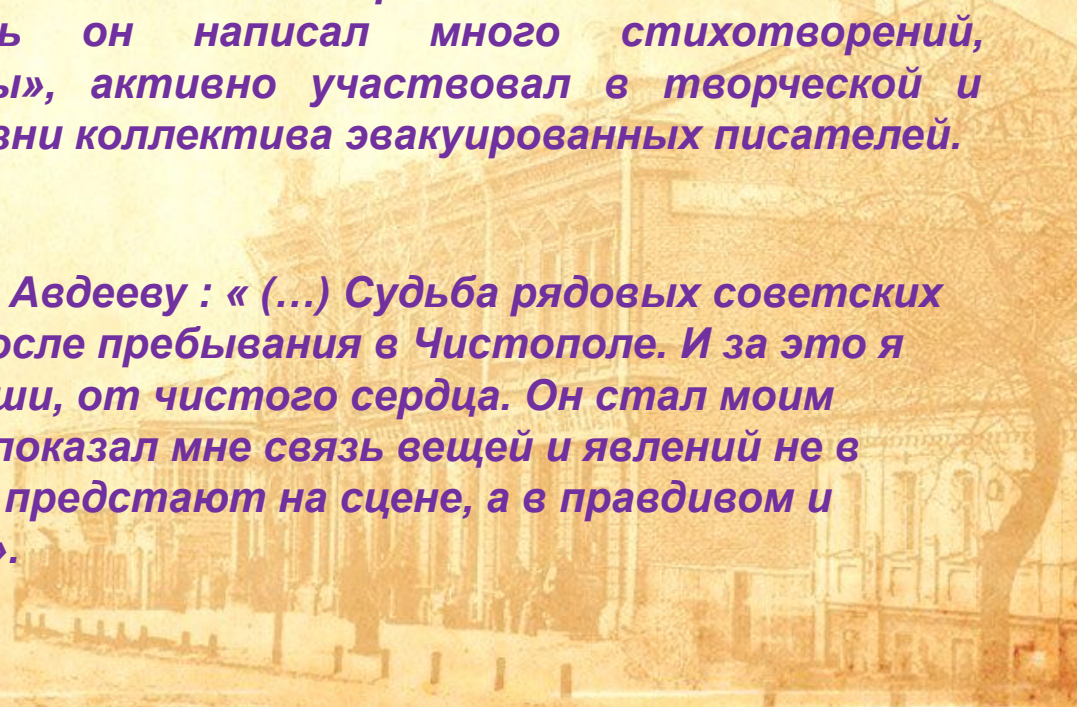 ь он написал много стихотворений,
ы», активно участвовал в творческой и
зни коллектива эвакуированных писателей.
Авдееву : « (...) Судьба рядовых советских
осле пребывания в Чистополе. И за это я
ши, от чистого сердца. Он стал моим
показал мне связь вещей и явлений не в
предстают на сцене, а в правдивом и
».